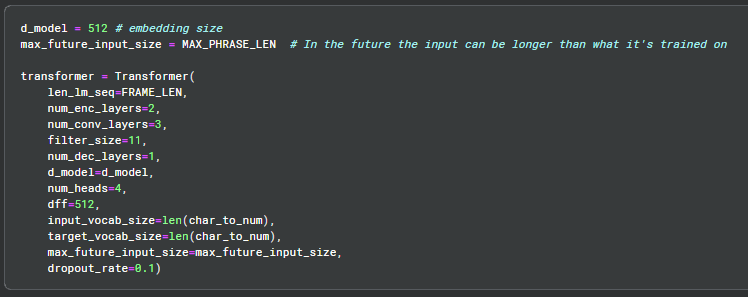 d_model = 512 # embedding size
max_future_input_size = MAX_PHRASE_LEN  # In the future the input can be longer than what it's trained on

transformer = Transformer(
    len_lm_seq=FRAME_LEN,
    num_enc_layers=2,
    num_conv_layers=3,
    filter_size=11,
    num_dec_layers=1,
    d_model=d_model,
    num_heads=4,
    dff=512,
    input_vocab_size=len(char_to_num),
    target_vocab_size=len(char_to_num),
    max_future_input_size=max_future_input_size,
    dropout_rate=0.1)